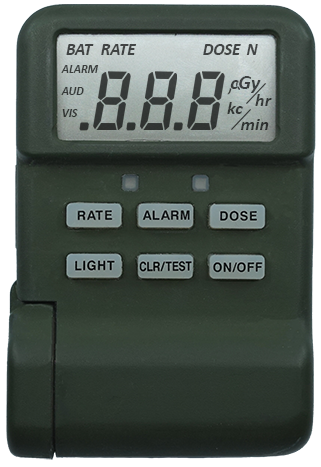 BAT RATE DOSE N
ALARM
AUD
VIS
.8.8.8
µcGy/hr
kc/min
RATE ALARM DOSE
LIGHT CLR/TEST ON/OFF